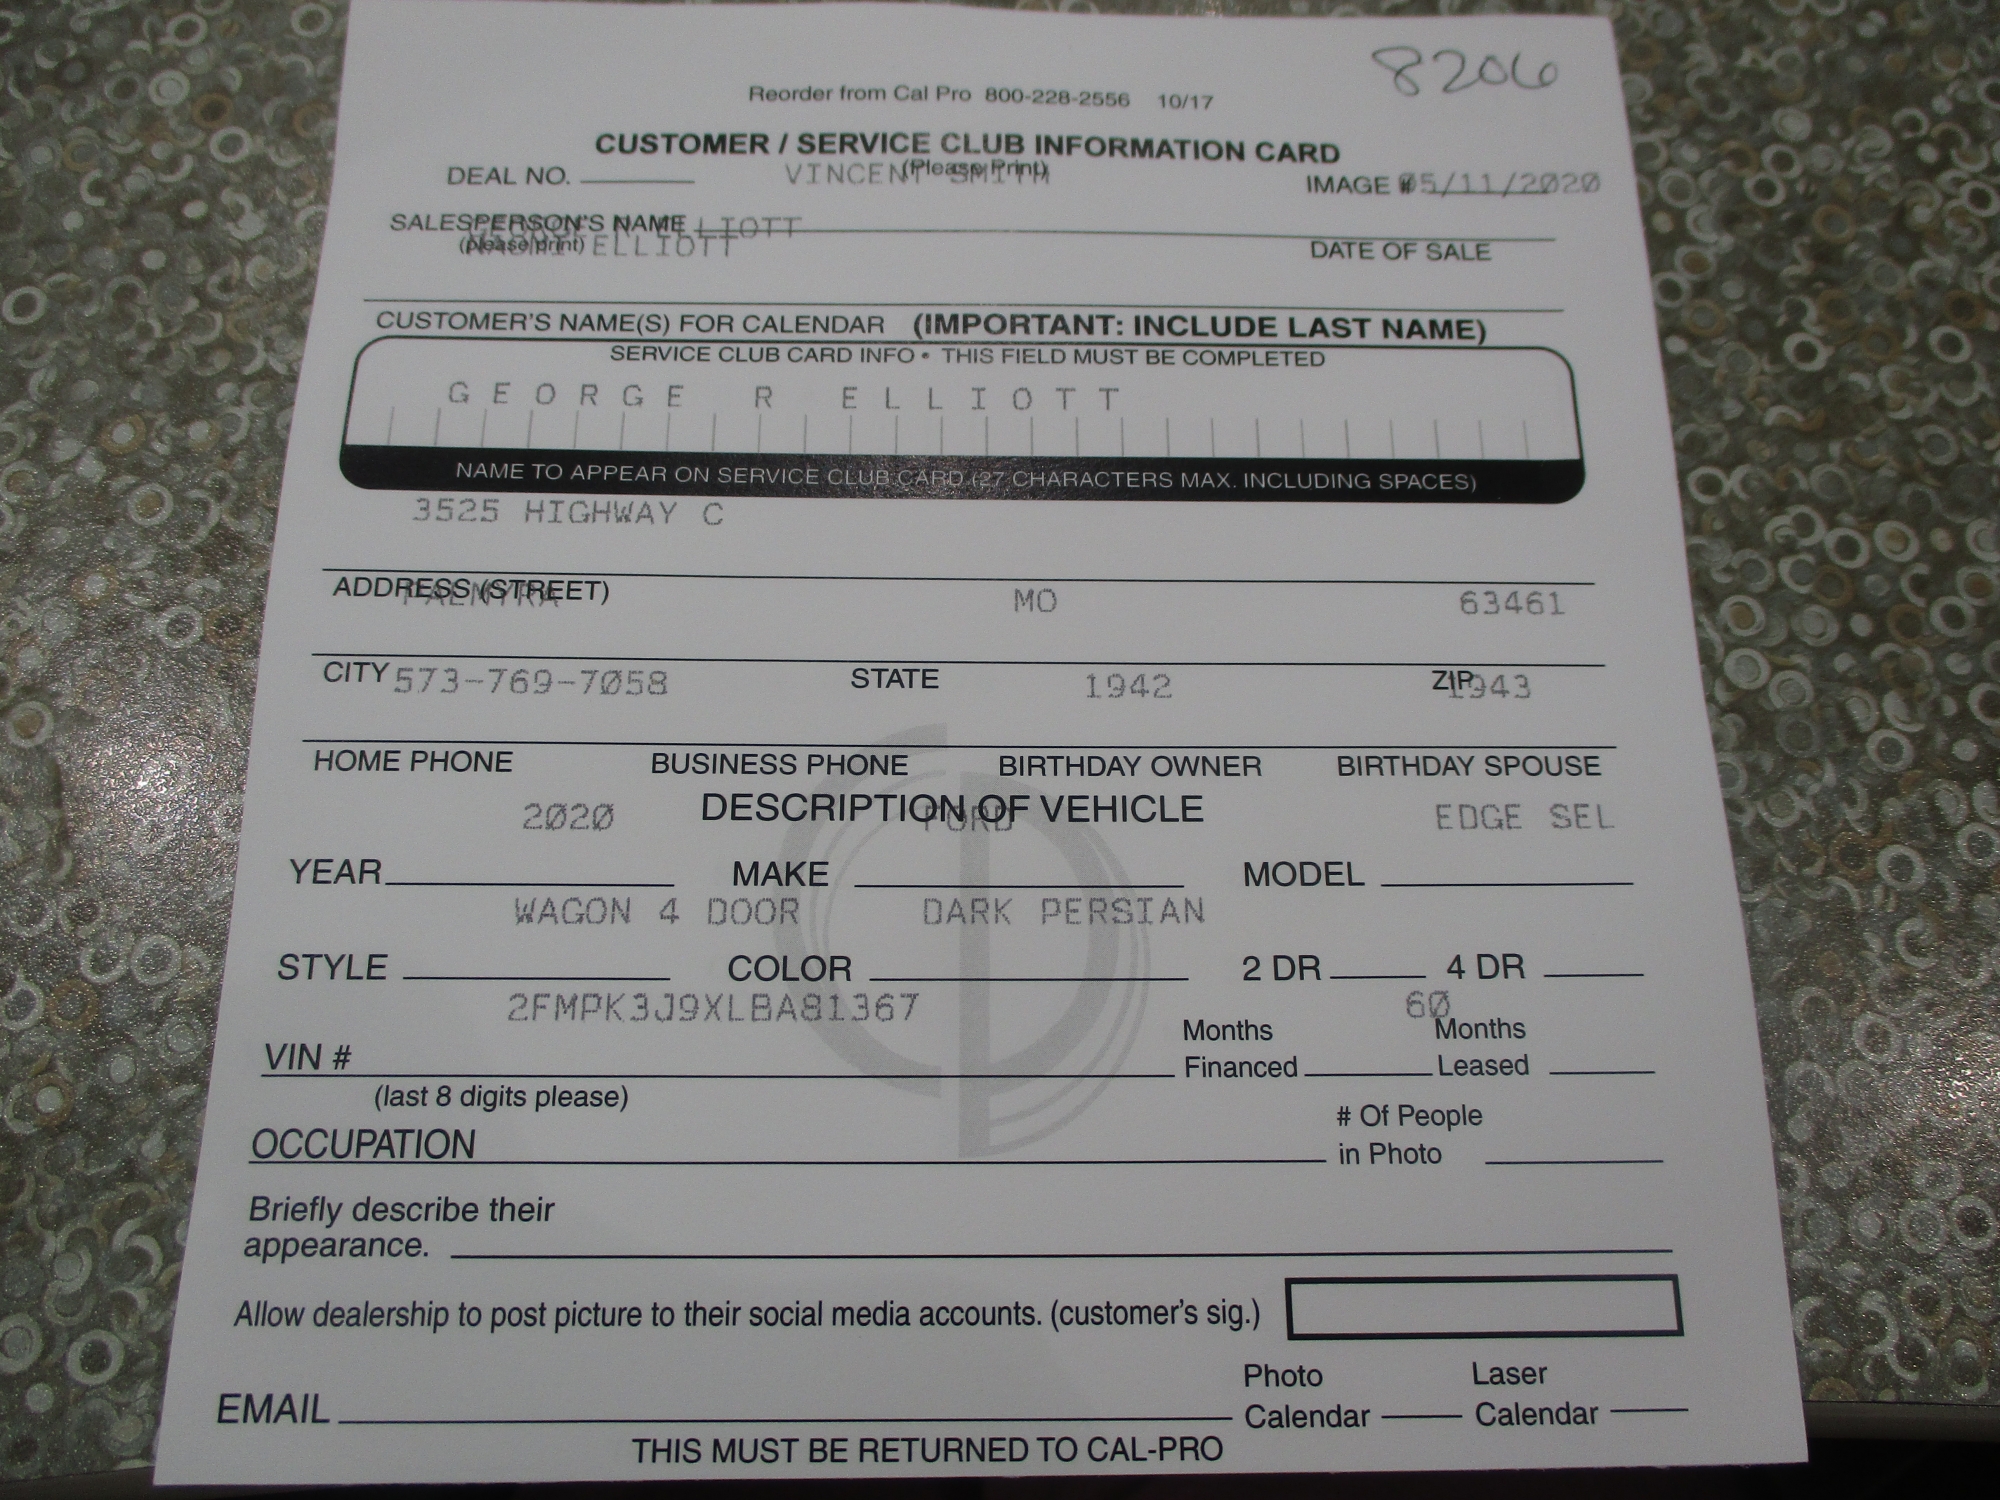 8206
Reorder from Cal Pro 800-228-2556 10/17
CUSTOMER / SERVICE CLUB INFORMATION CARD
(Please Print)
DEAL NO. VINCENT SMITH IMAGE # 05/11/2020
SALESPERSON'S NAME ELLIOTT
(please print) ELLIOTT DATE OF SALE
CUSTOMER'S NAME(S) FOR CALENDAR (IMPORTANT: INCLUDE LAST NAME)
SERVICE CLUB CARD INFO • THIS FIELD MUST BE COMPLETED
GEORGE R ELLIOTT
NAME TO APPEAR ON SERVICE CLUB CARD (27 CHARACTERS MAX. INCLUDING SPACES)
3525 HIGHWAY C
ADDRESS (STREET) PALMYRA MO 63461
CITY 573-769-7058 STATE 1942 ZIP 1943
HOME PHONE BUSINESS PHONE BIRTHDAY OWNER BIRTHDAY SPOUSE
DESCRIPTION OF VEHICLE
2020 FORD EDGE SEL
YEAR MAKE MODEL
WAGON 4 DOOR DARK PERSIAN
STYLE COLOR 2 DR 4 DR
2FMPK3J9XLBA81367 60
VIN # Months Financed Months Leased
(last 8 digits please)
OCCUPATION # Of People in Photo
Briefly describe their
appearance.
Allow dealership to post picture to their social media accounts. (customer's sig.)
EMAIL Photo Calendar Laser Calendar
THIS MUST BE RETURNED TO CAL-PRO